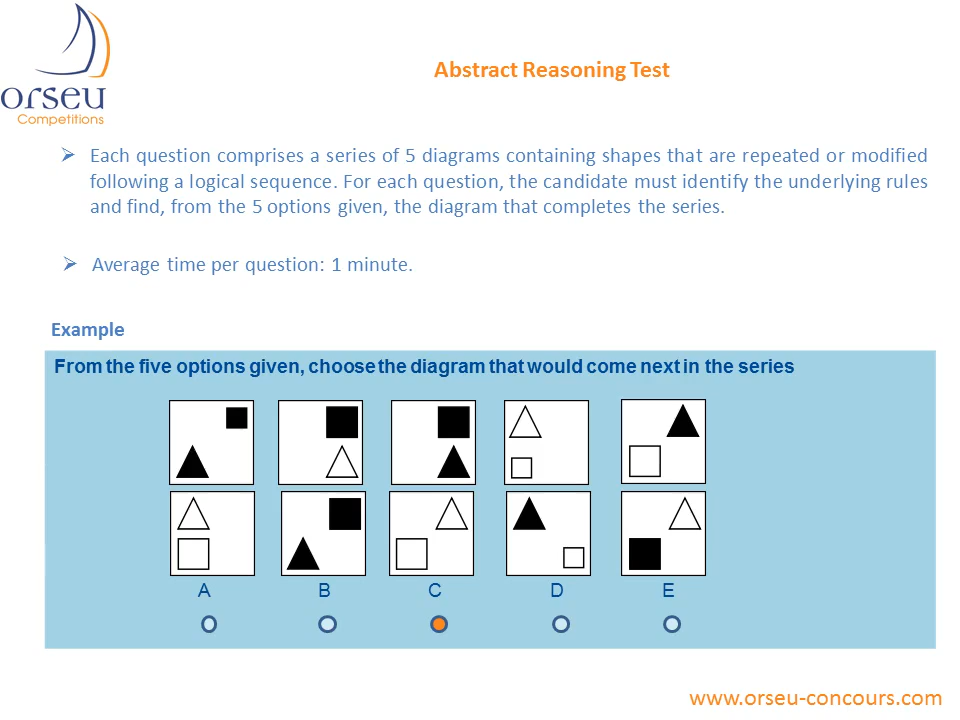 Abstract Reasoning Test
orseu
Competitions
Each question comprises a series of 5 diagrams containing shapes that are repeated or modified
following a logical sequence. For each question, the candidate must identify the underlying rules
and find, from the 5 options given, the diagram that completes the series.
Average time per question: 1 minute.
Example
From the five options given, choose the diagram that would come next in the series
A B C D E
www.orseu-concours.com